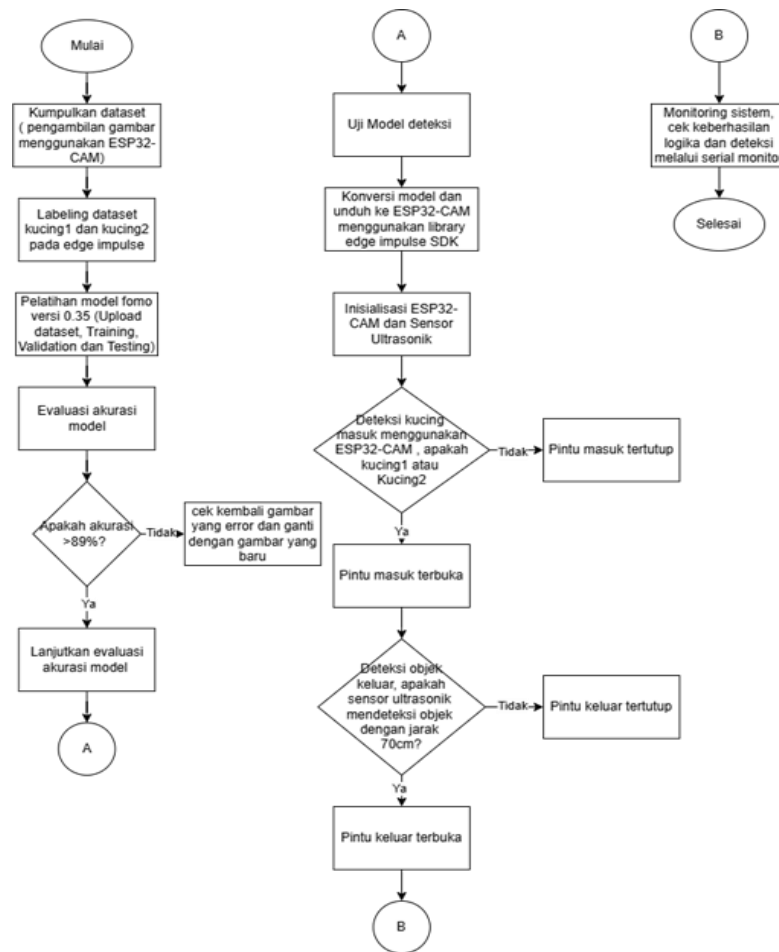 Mulai
Kumpulkan dataset
( pengambilan gambar
menggunakan ESP32-
CAM)
Labeling dataset
kucing1 dan kucing2
pada edge impulse
Pelatihan model fomo
versi 0.35 (Upload
dataset, Training,
Validation dan Testing)
Evaluasi akurasi
model
Apakah akurasi
>89%?
Tidak
cek kembali gambar
yang error dan ganti
dengan gambar yang
baru
Ya
Lanjutkan evaluasi
akurasi model
A
A
Uji Model deteksi
Konversi model dan
unduh ke ESP32-CAM
menggunakan library
edge impulse SDK
Inisialisasi ESP32-
CAM dan Sensor
Ultrasonik
Deteksi kucing
masuk menggunakan
ESP32-CAM , apakah
kucing1 atau
Kucing2
Tidak
Pintu masuk tertutup
Ya
Pintu masuk terbuka
Deteksi objek
keluar, apakah
sensor ultrasonik
mendeteksi objek
dengan jarak
70cm?
Tidak
Pintu keluar tertutup
Ya
Pintu keluar terbuka
B
B
Monitoring sistem,
cek keberhasilan
logika dan deteksi
melalui serial monito
Selesai